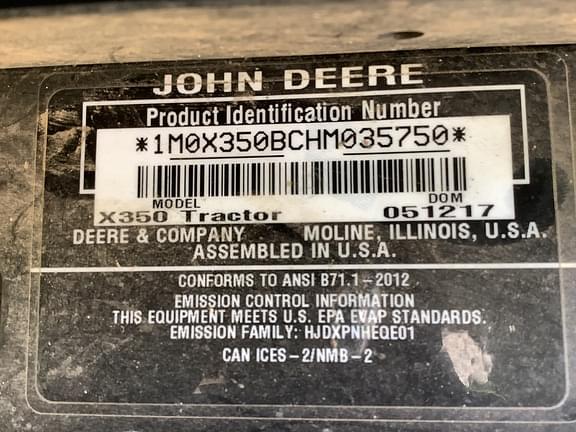 JOHN DEERE
Product Identification Number
*1M0X350BCHM035750*
MODEL DOM
X350 Tractor 051217
DEERE & COMPANY MOLINE, ILLINOIS, U.S.A.
ASSEMBLED IN U.S.A.
CONFORMS TO ANSI B71.1-2012
EMISSION CONTROL INFORMATION
THIS EQUIPMENT MEETS U.S. EPA EVAP STANDARDS.
EMISSION FAMILY: HJDXPNHEQE01
CAN ICES-2/NMB-2